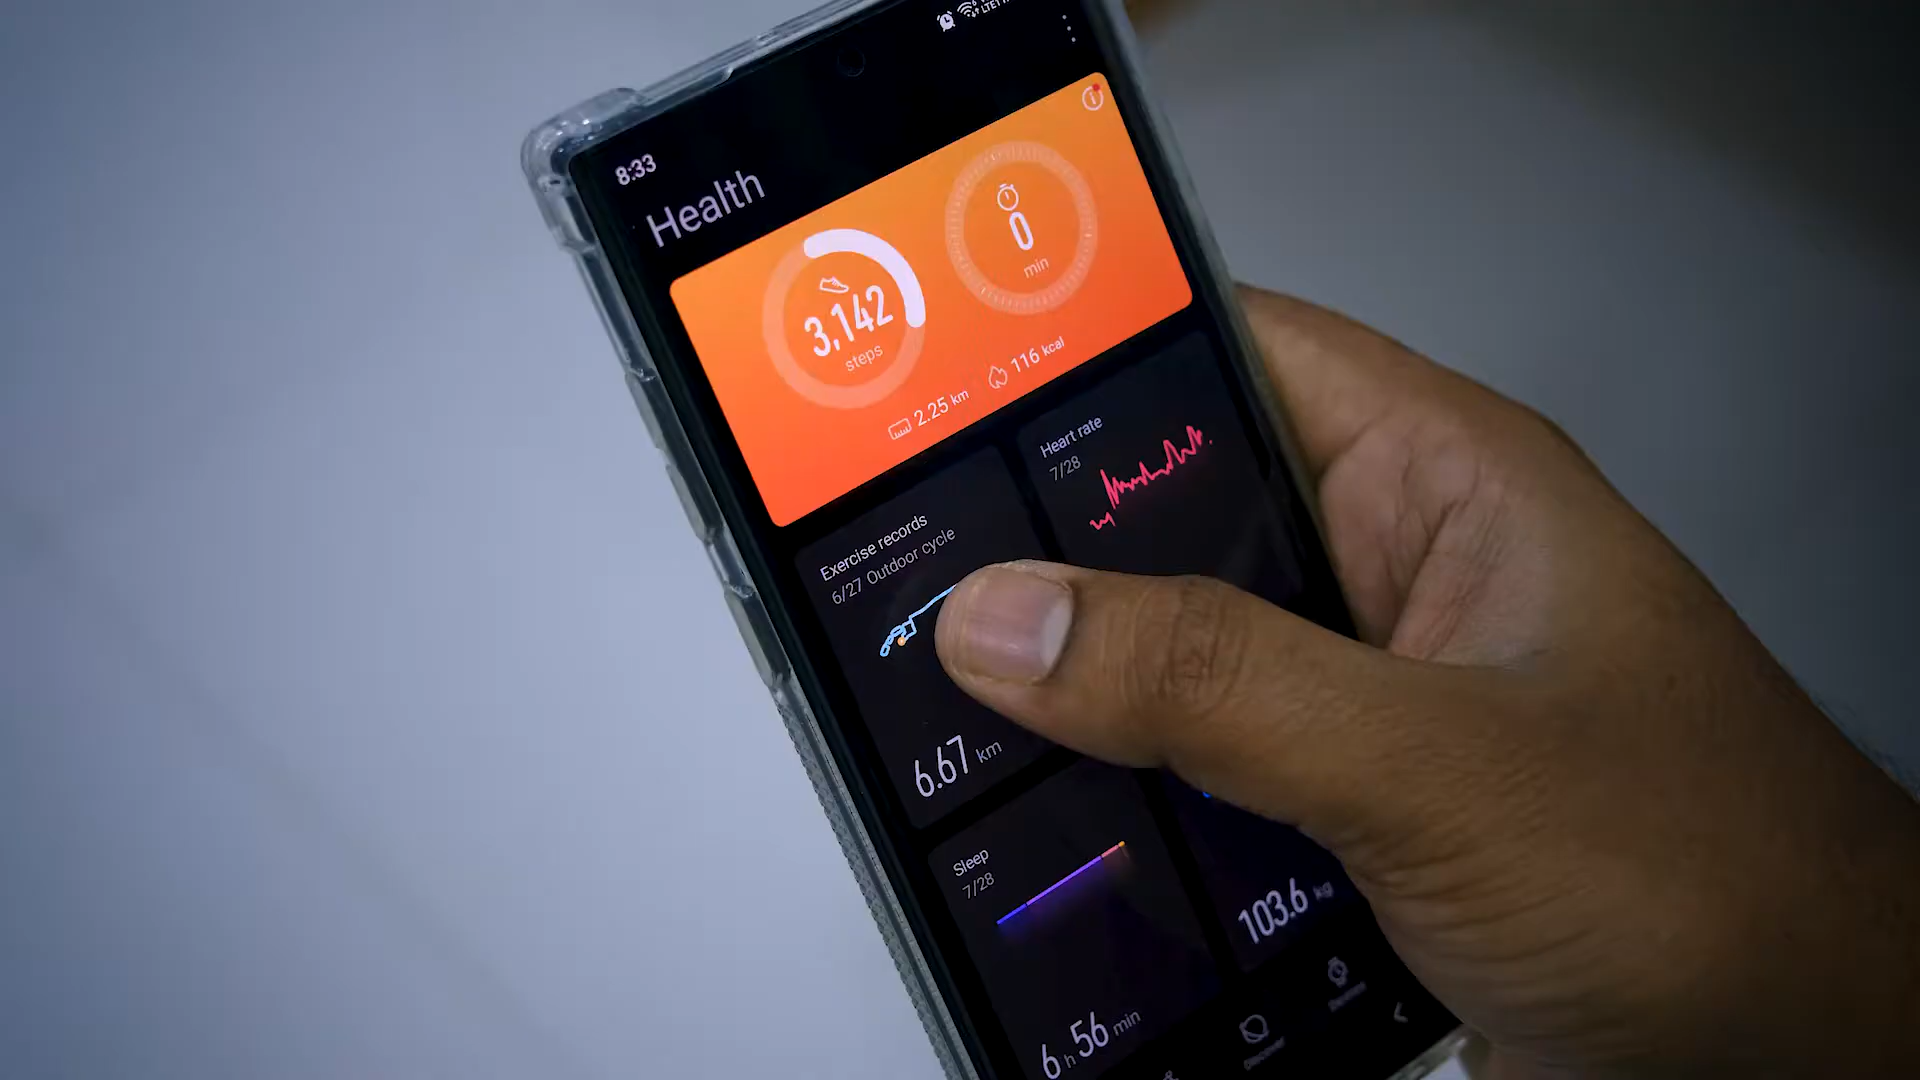 8:33
Health
3,142
steps
0
min
2.25 km
116 kcal
Heart rate
7/28
Exercise records
6/27 Outdoor cycle
6.67 km
Sleep
7/28
6 h 56 min
103.6 kg
Discover